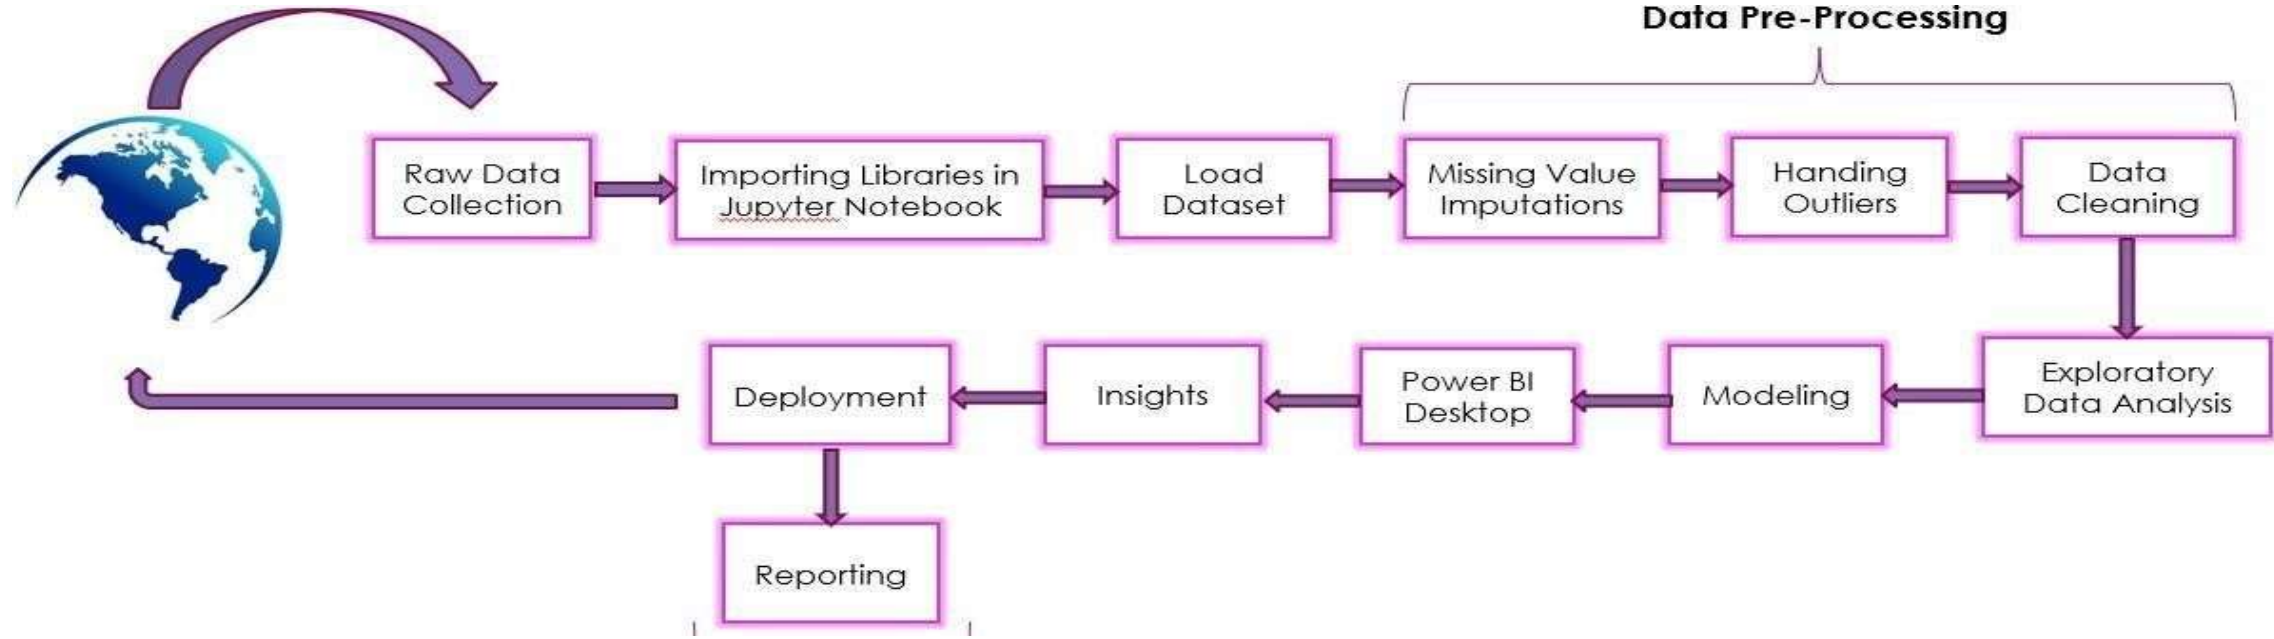 Data Pre-Processing
Raw Data
Collection
Importing Libraries in
Jupyter Notebook
Load
Dataset
Missing Value
Imputations
Handing
Outliers
Data
Cleaning
Exploratory
Data Analysis
Modeling
Power BI
Desktop
Insights
Deployment
Reporting